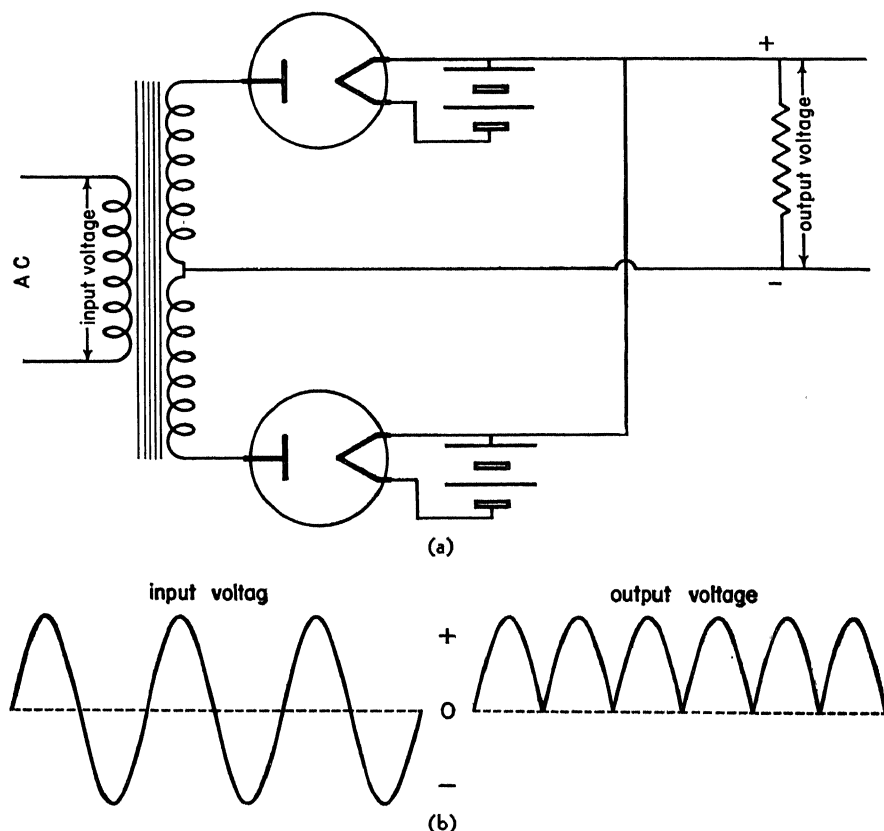 +
AC
input voltage
output voltage
-
(a)
input voltag
output voltage
+
0
-
(b)